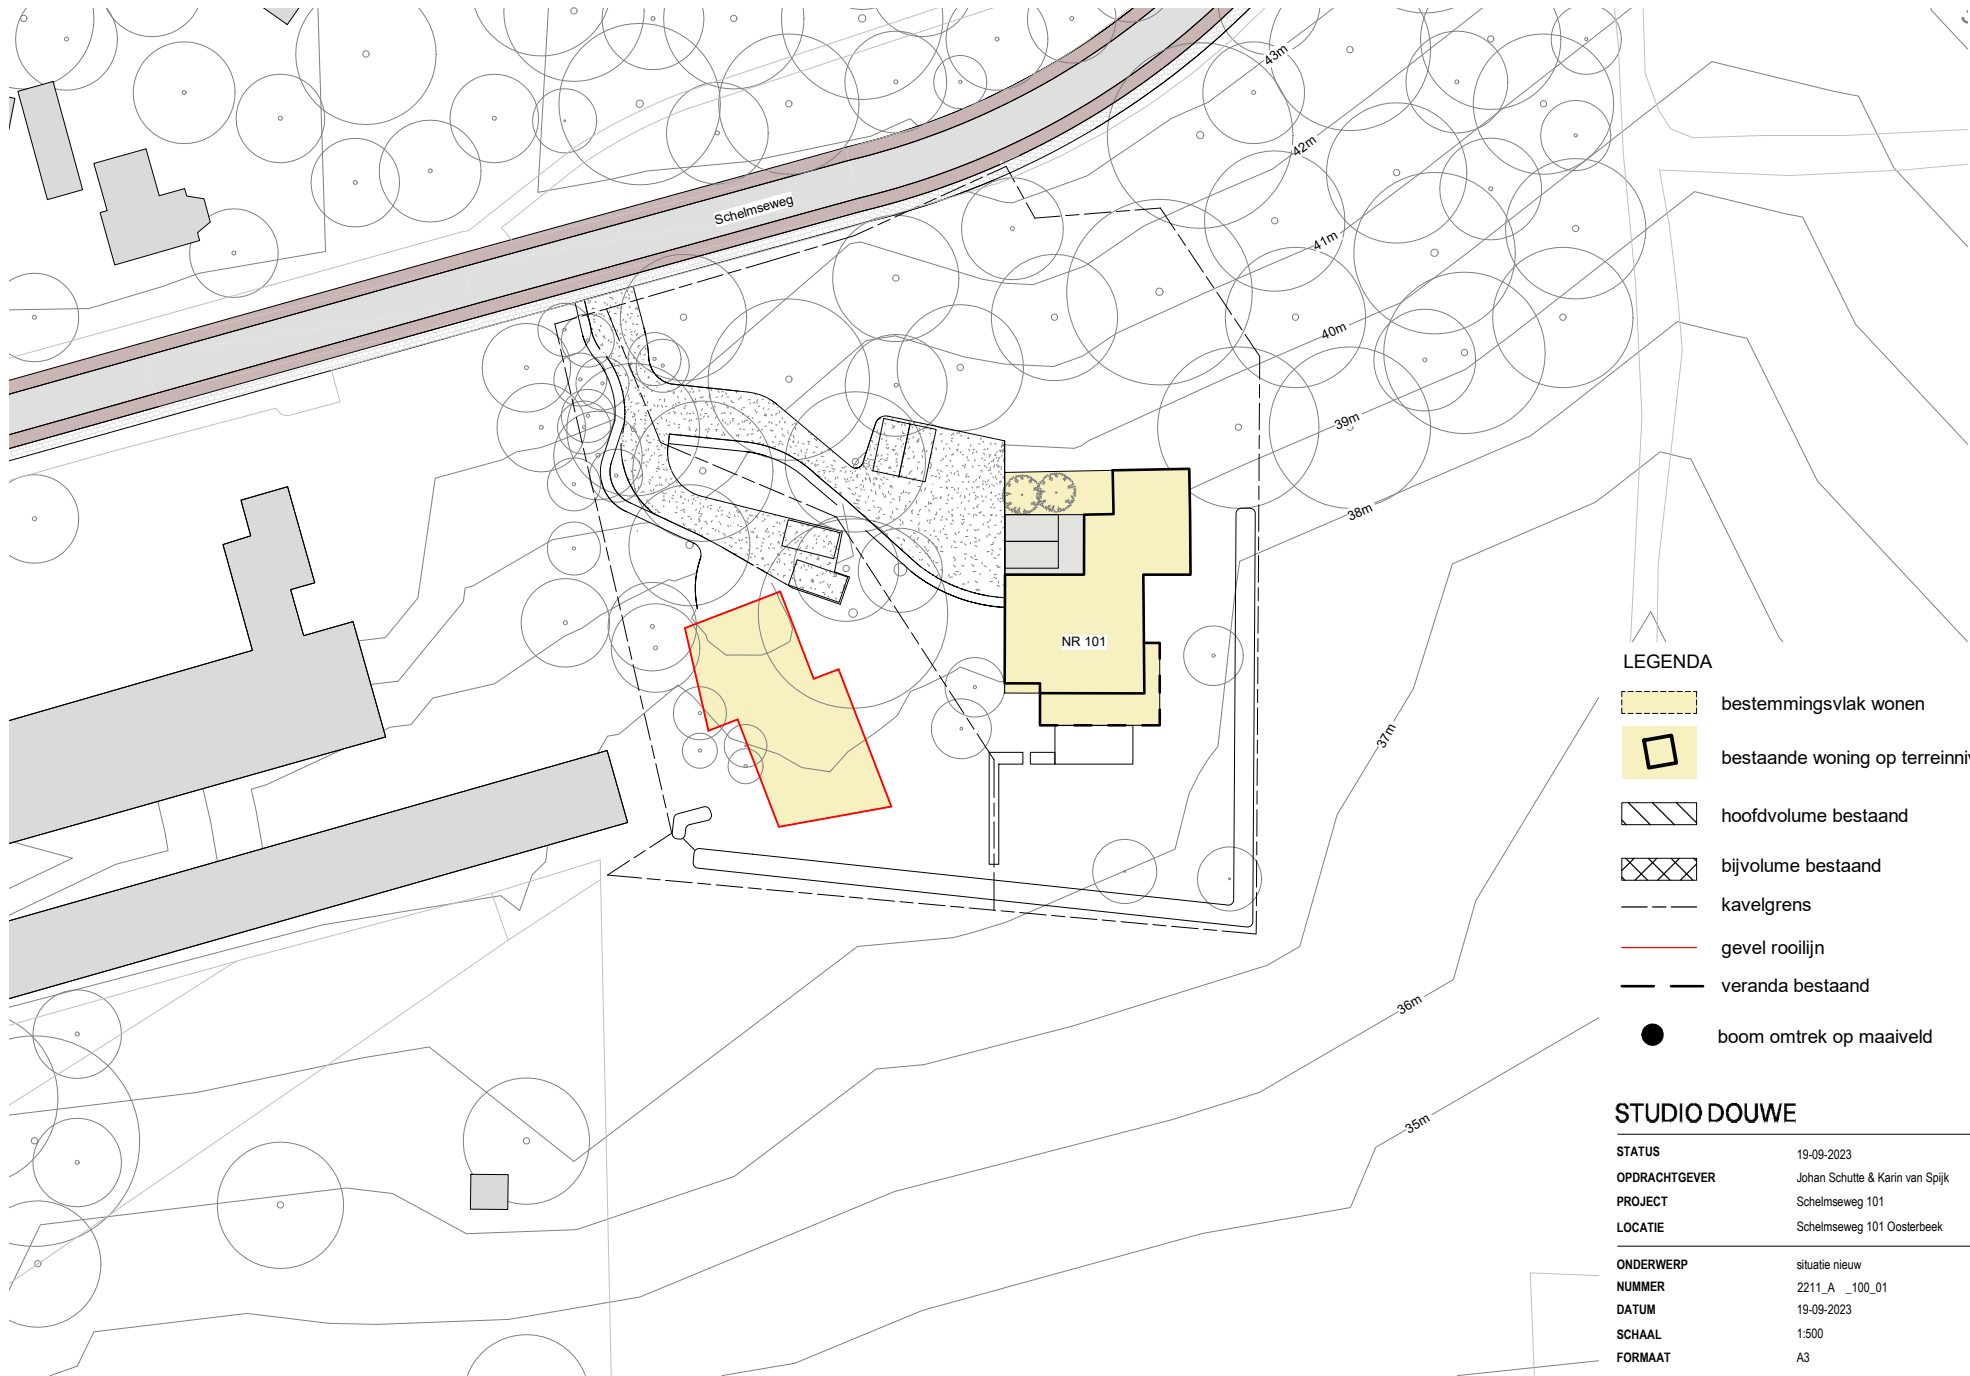 43m
42m
Schelmseweg
41m
40m
39m
38m
NR 101
37m
36m
35m
LEGENDA
bestemmingsvlak wonen
bestaande woning op
hoofdvolume bestaand
bijvolume bestaand
kavelgrens
gevel rooilijn
veranda bestaand
boom omtrek op maaiveld
STUDIO DOUWE
STATUS 19-09-2023
OPDRACHTGEVER Johan Schutte & Karin van Spijk
PROJECT Schelmseweg 101
LOCATIE Schelmseweg 101 Oosterbeek
ONDERWERP situatie nieuw
NUMMER 2211_A _100_01
DATUM 19-09-2023
SCHAAL 1:500
FORMAAT A3